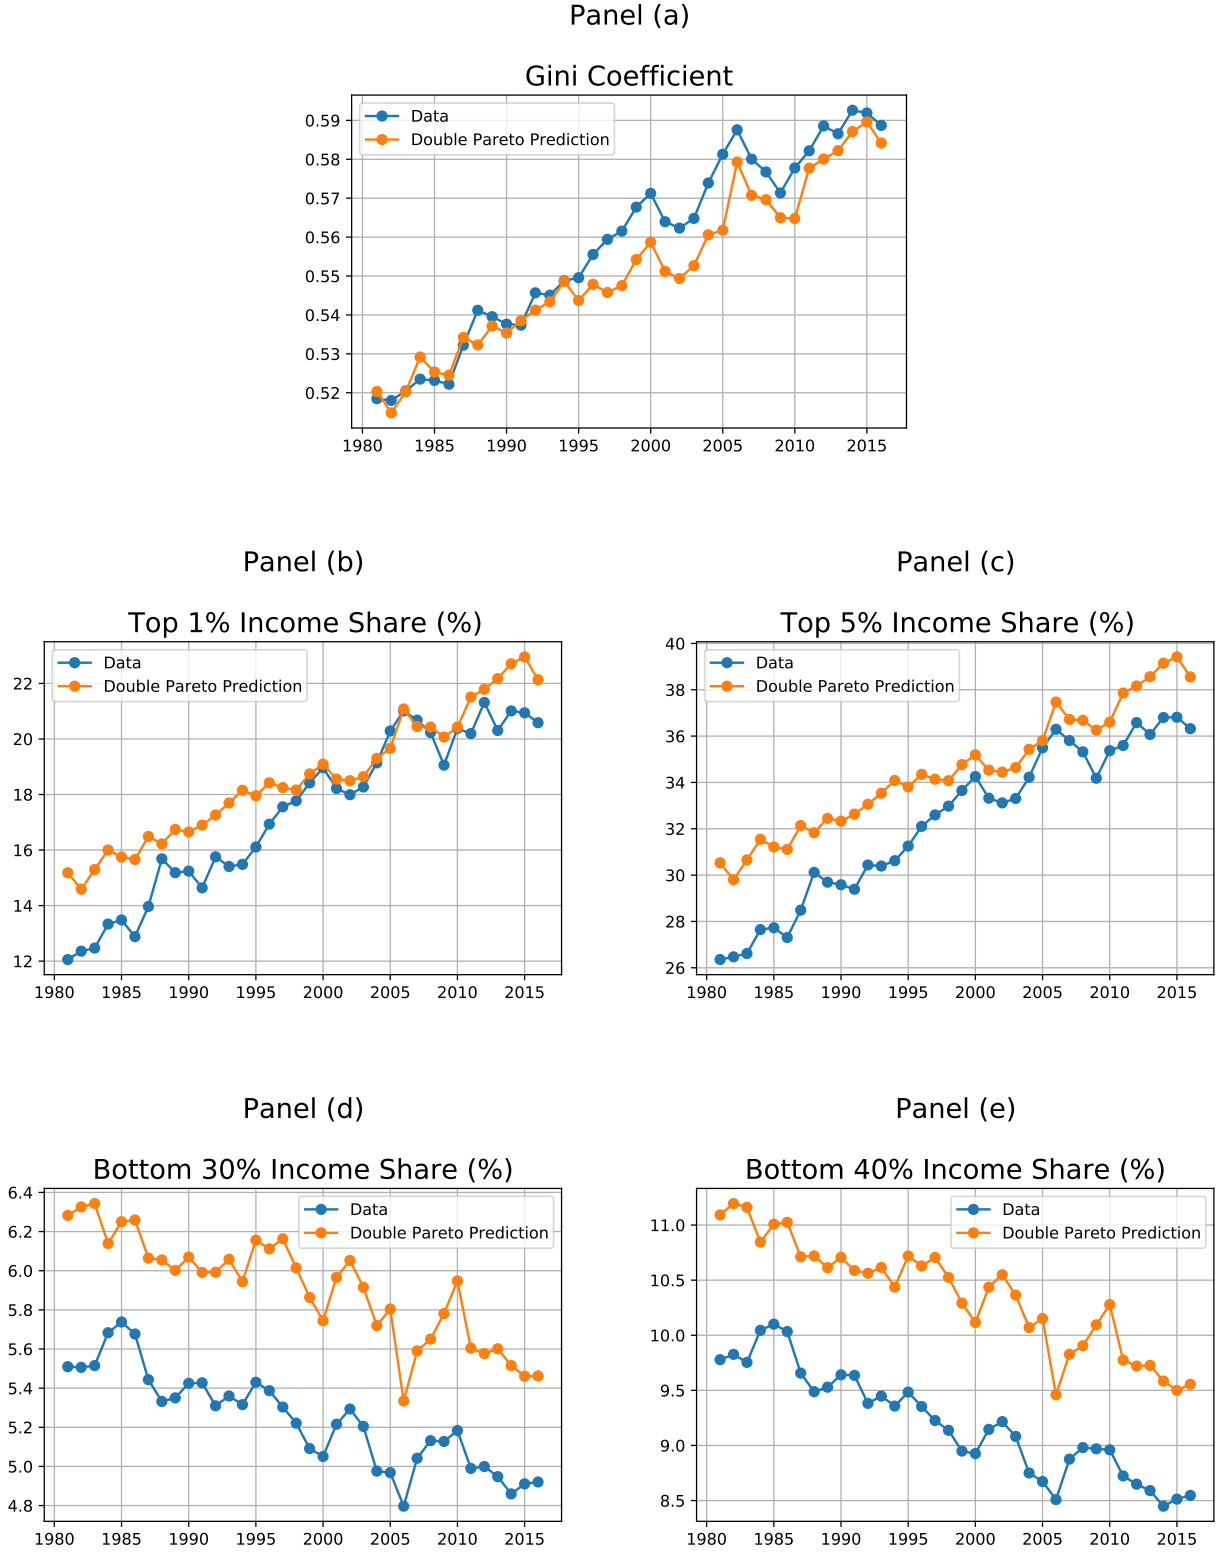 Panel (a)
Gini Coefficient
Data
Double Pareto Prediction
0.59
0.58
0.57
0.56
0.55
0.54
0.53
0.52
1980 1985 1990 1995 2000 2005 2010 2015
Panel (b)
Top 1% Income Share (%)
Data
Double Pareto Prediction
22
20
18
16
14
12
1980 1985 1990 1995 2000 2005 2010 2015
Panel (c)
Top 5% Income Share (%)
Data
Double Pareto Prediction
40
38
36
34
32
30
28
26
1980 1985 1990 1995 2000 2005 2010 2015
Panel (d)
Bottom 30% Income Share (%)
Data
Double Pareto Prediction
6.4
6.2
6.0
5.8
5.6
5.4
5.2
5.0
4.8
1980 1985 1990 1995 2000 2005 2010 2015
Panel (e)
Bottom 40% Income Share (%)
Data
Double Pareto Prediction
11.0
10.5
10.0
9.5
9.0
8.5
1980 1985 1990 1995 2000 2005 2010 2015